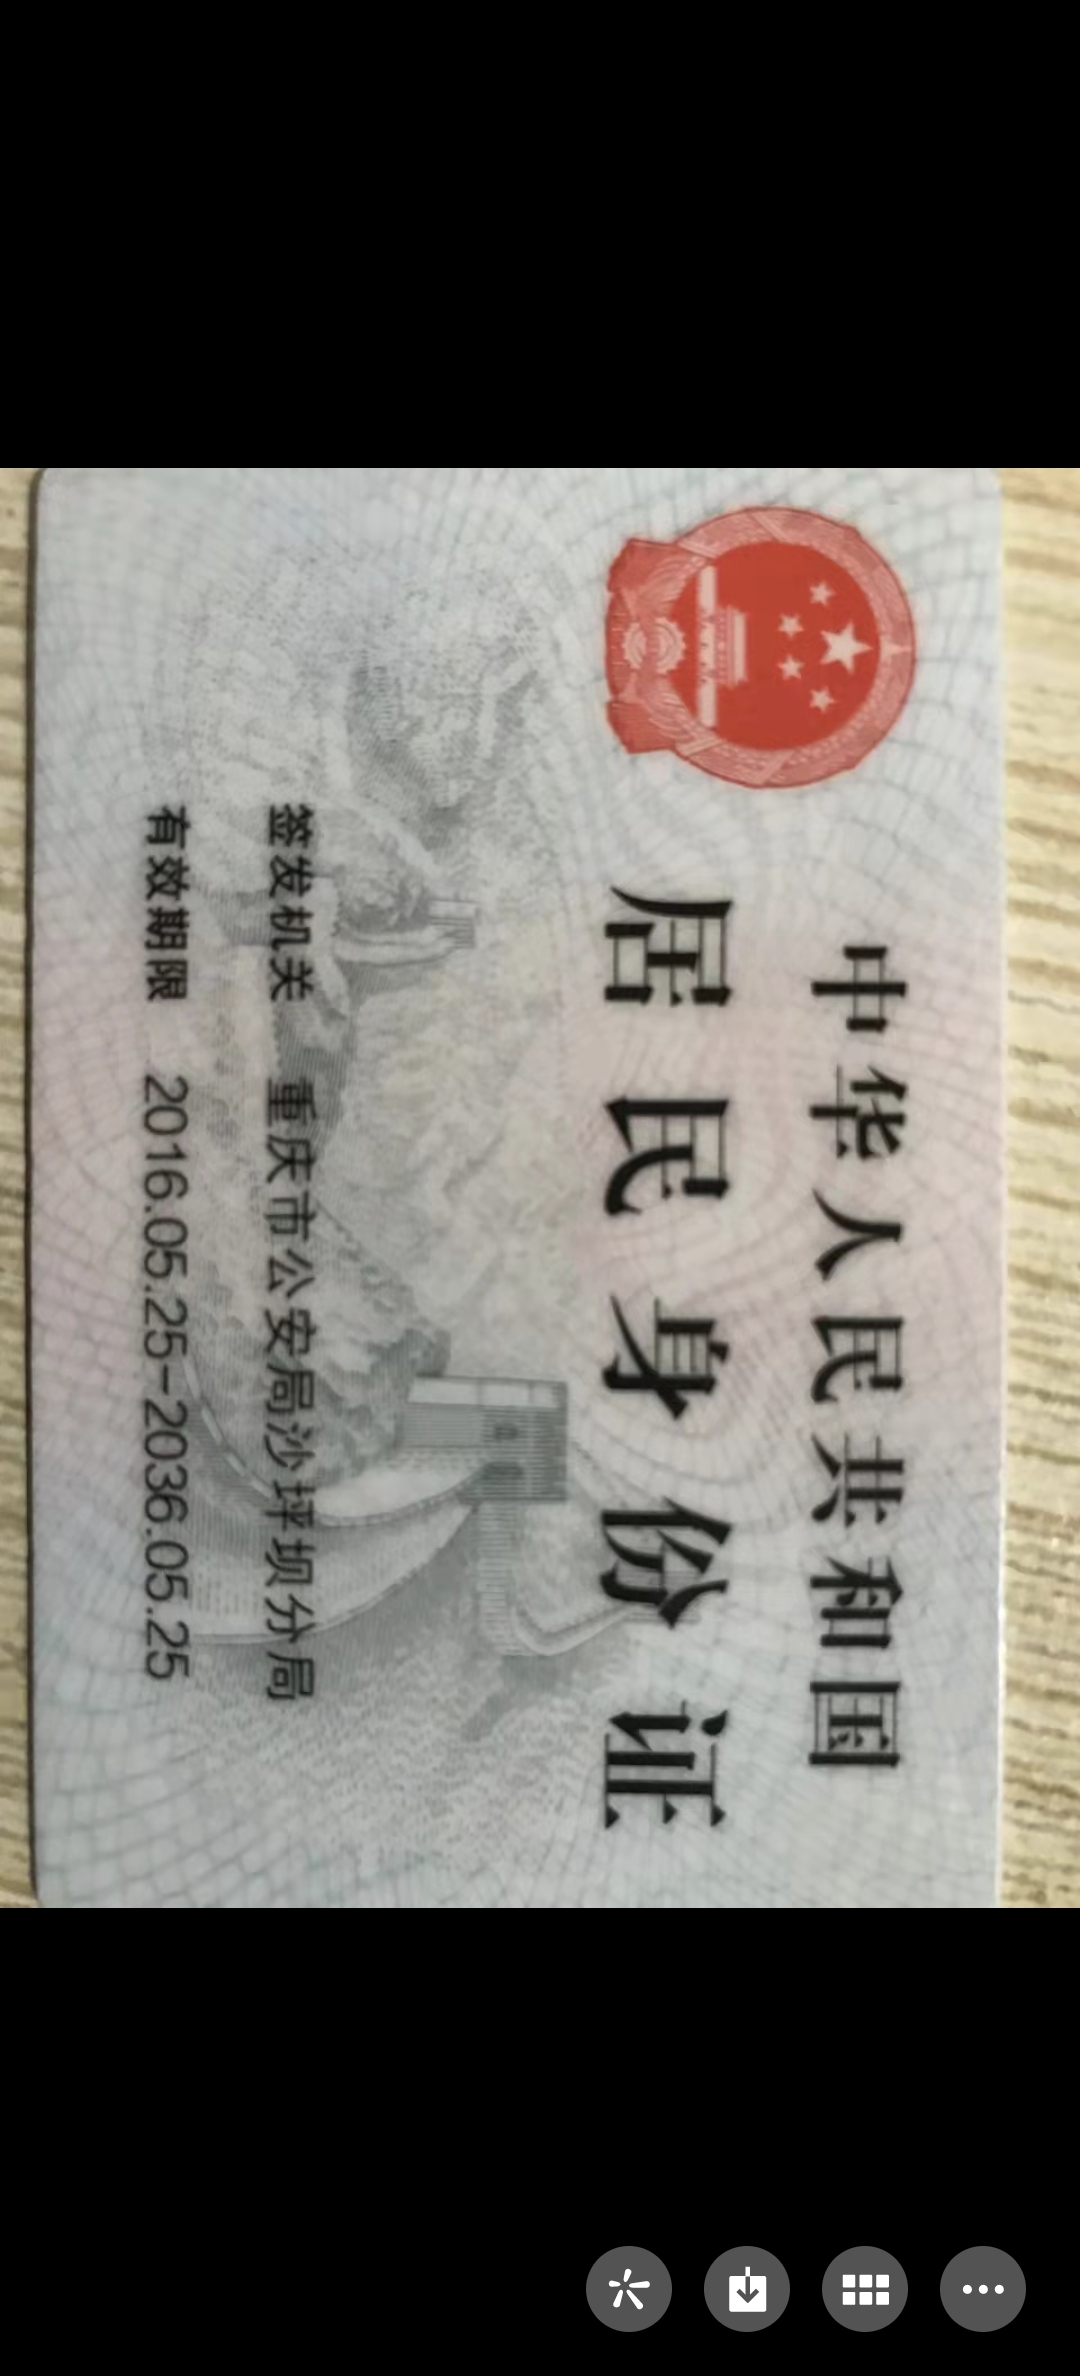 中华人民共和国
居民身份证
签发机关 重庆市公安局沙坪坝分局
有效期限 2016.05.25-2036.05.25